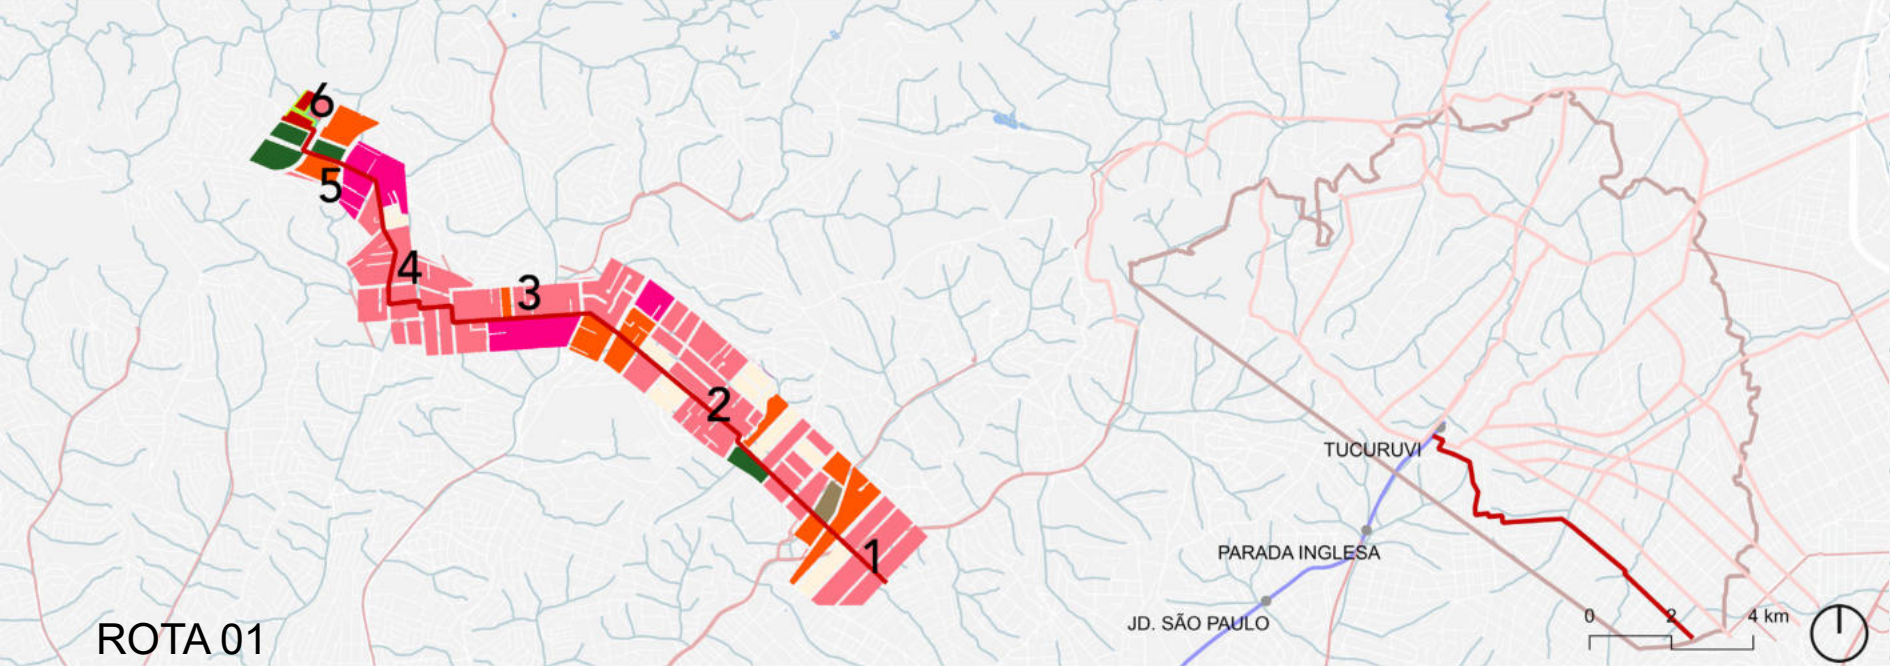 6
5
4
3
2
1
ROTA 01
TUCURUVI
PARADA INGLESA
JD. SÃO PAULO
0 2 4 km